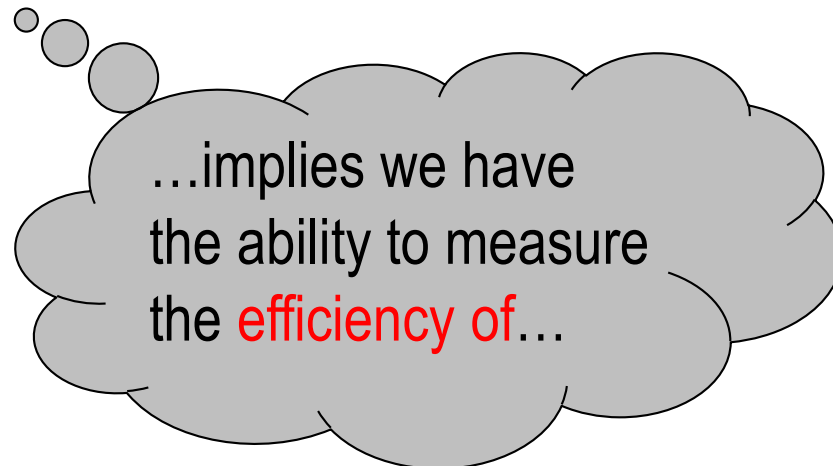 …implies we have
the ability to measure
the efficiency of…